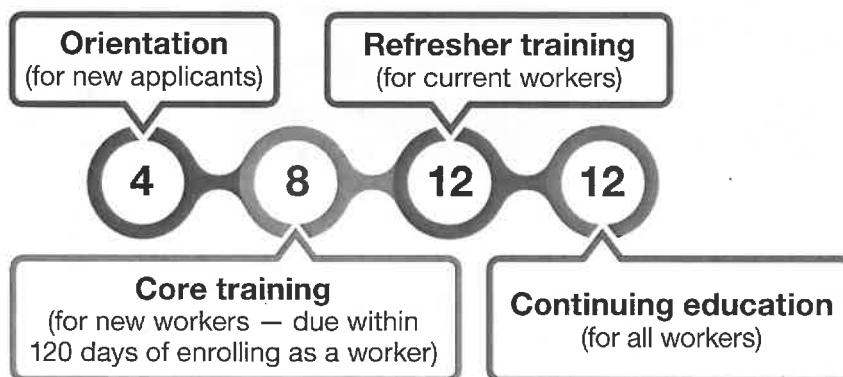 Orientation
(for new applicants)
Refresher training
(for current workers)
4
8
12
12
Core training
(for new workers — due within
120 days of enrolling as a worker)
Continuing education
(for all workers)